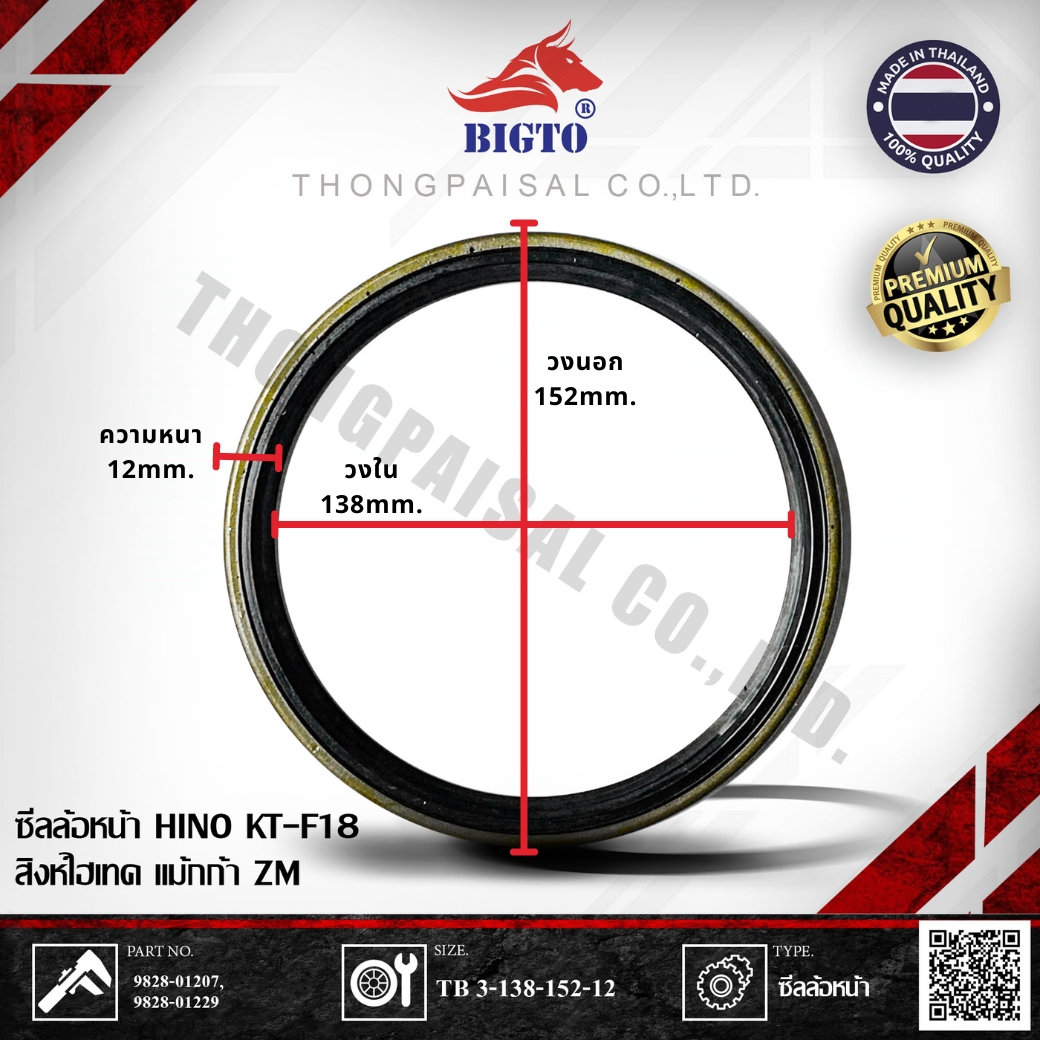 BIGTO®
THONGPAISAL CO.,LTD.
MADE IN THAILAND
100% QUALITY
PREMIUM QUALITY ★★★ PREMIUM QUALITY
PREMIUM
QUALITY
THONGPAISAL CO., LTD.
วงนอก
152mm.
ความหนา
12mm.
วงใน
138mm.
ซีลล้อหน้า HINO KT-F18
สิงห์ไฮเทค แม้กก้า ZM
PART NO.
9828-01207,
9828-01229
SIZE.
TB 3-138-152-12
TYPE.
ซีลล้อหน้า